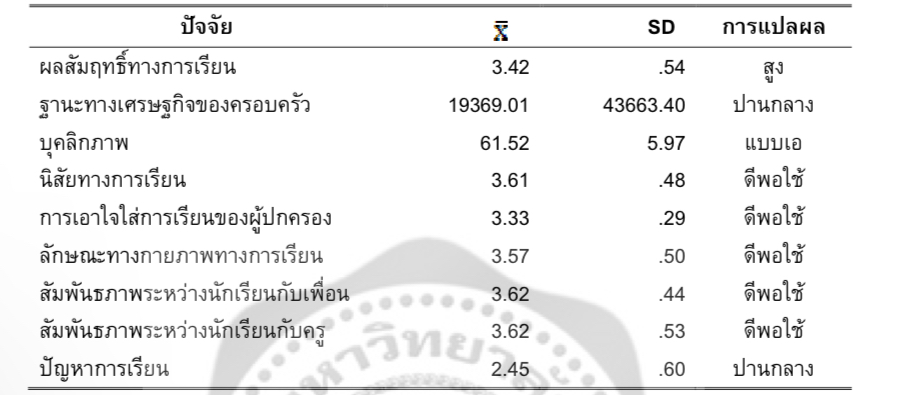 ปัจจัย X̄ SD การแปลผล
ผลสัมฤทธิ์ทางการเรียน 3.42 .54 สูง
ฐานะทางเศรษฐกิจของครอบครัว 19369.01 43663.40 ปานกลาง
บุคลิกภาพ 61.52 5.97 แบบเอ
นิสัยทางการเรียน 3.61 .48 ดีพอใช้
การเอาใจใส่การเรียนของผู้ปกครอง 3.33 .29 ดีพอใช้
ลักษณะทางกายภาพทางการเรียน 3.57 .50 ดีพอใช้
สัมพันธภาพระหว่างนักเรียนกับเพื่อน 3.62 .44 ดีพอใช้
สัมพันธภาพระหว่างนักเรียนกับครู 3.62 .53 ดีพอใช้
ปัญหาการเรียน 2.45 .60 ปานกลาง